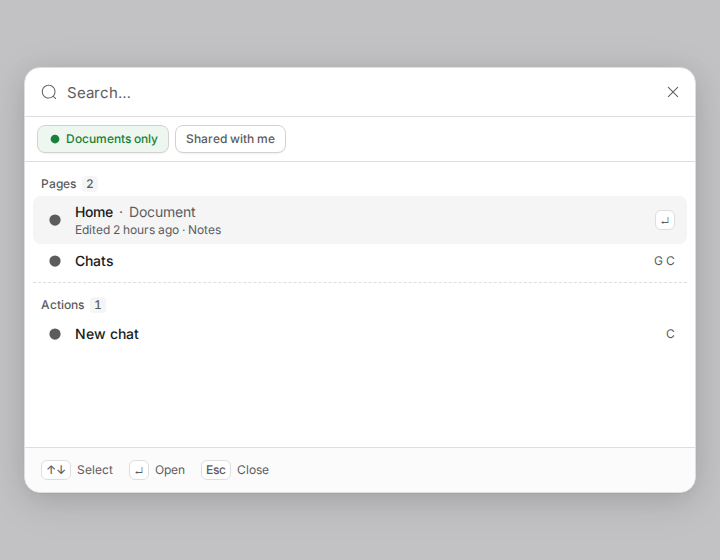 Search...
Documents only Shared with me
Pages 2
Home · Document
Edited 2 hours ago · Notes
↵
Chats G C
Actions 1
New chat C
↑↓ Select ↵ Open Esc Close